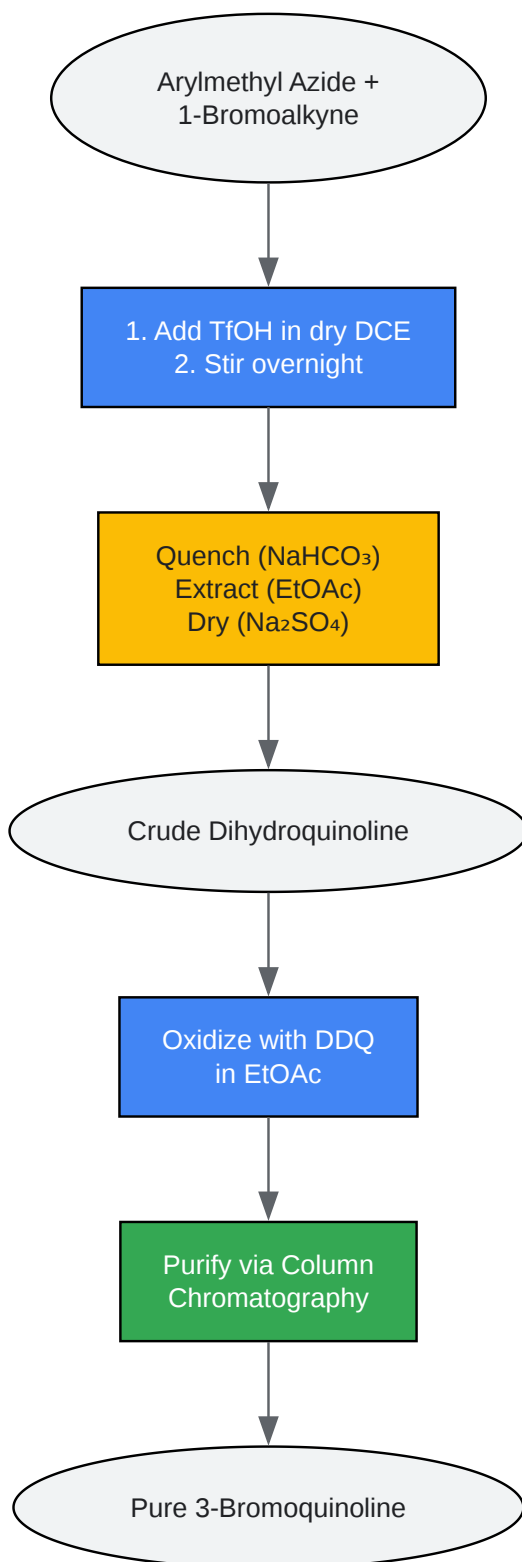 Arylmethyl Azide +
1-Bromoalkyne
1. Add TfOH in dry DCE
2. Stir overnight
Quench (NaHCO₃)
Extract (EtOAc)
Dry (Na₂SO₄)
Crude Dihydroquinoline
Oxidize with DDQ
in EtOAc
Purify via Column
Chromatography
Pure 3-Bromoquinoline